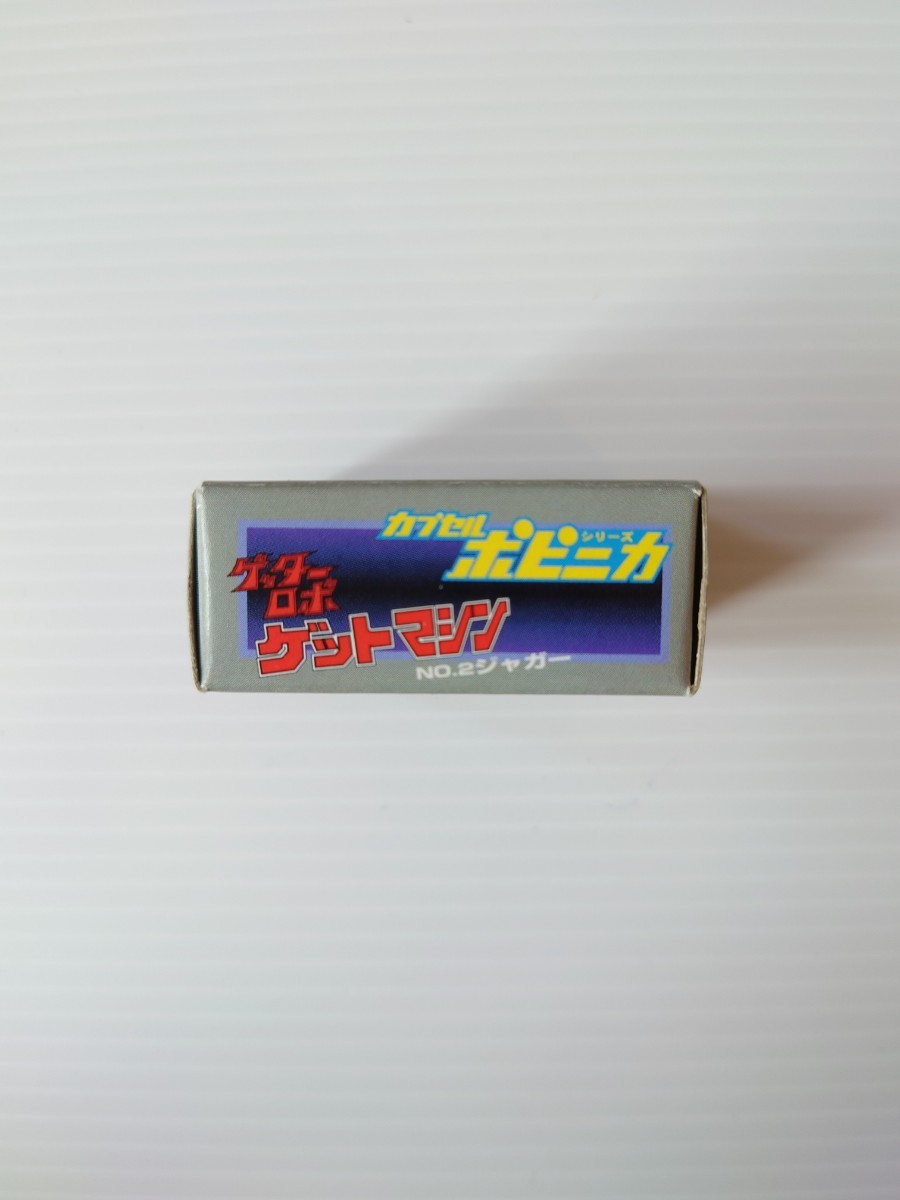 カプセル
ポピニカ
シリーズ
ゲッター
ロボ
ゲットマシン
NO.2ジャガー